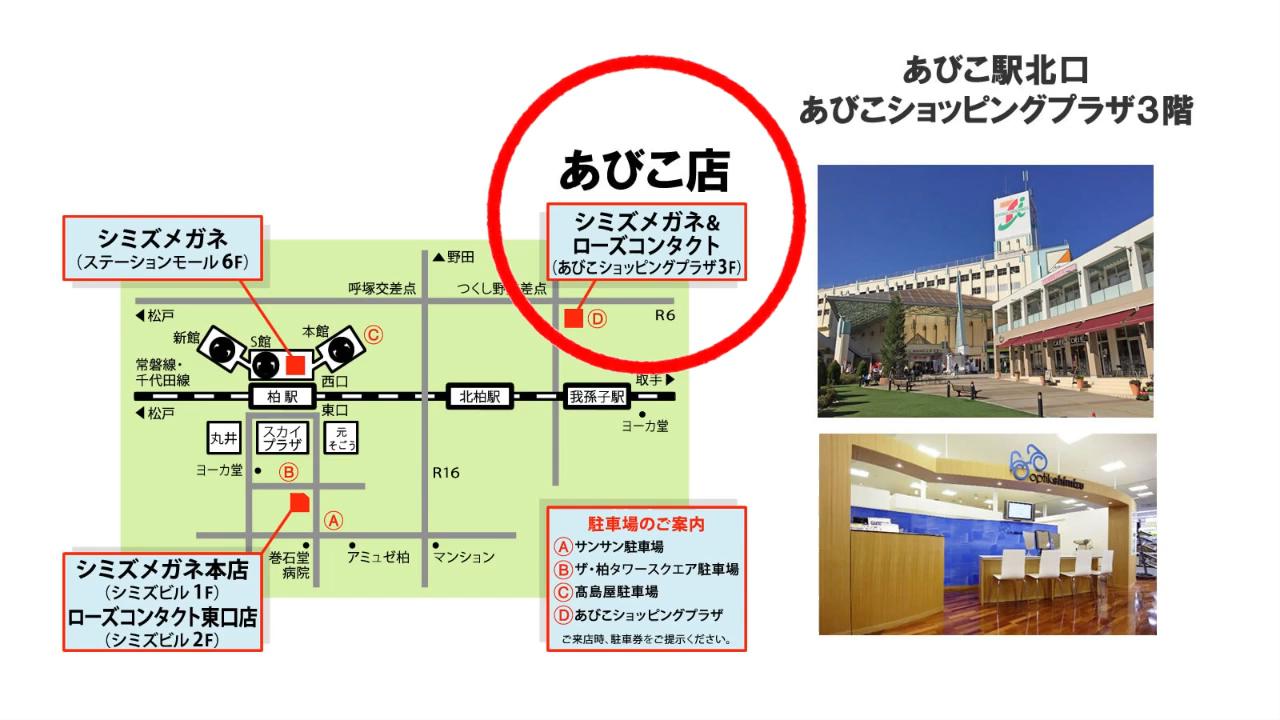 あびこ駅北口
あびこショッピングプラザ3階
あびこ店
シミズメガネ&
ローズコンタクト
(あびこショッピングプラザ3F)
シミズメガネ
(ステーションモール6F)
▲野田
呼塚交差点
つくし野 差点
◀松戸
R6
新館
S館
本館
Ⓒ
Ⓓ
常磐線・
千代田線
西口
取手▶
柏駅
北柏駅
我孫子駅
◀松戸
東口
ヨーカ堂
丸井
スカイ
プラザ
元
そごう
ヨーカ堂
Ⓑ
R16
Ⓐ
巻石堂
病院
アミュゼ柏
マンション
シミズメガネ本店
(シミズビル1F)
ローズコンタクト東口店
(シミズビル2F)
駐車場のご案内
Ⓐサンサン駐車場
Ⓑザ・柏タワースクエア駐車場
Ⓒ髙島屋駐車場
Ⓓあびこショッピングプラザ
ご来店時、駐車券をご提示ください。
optik shimizu